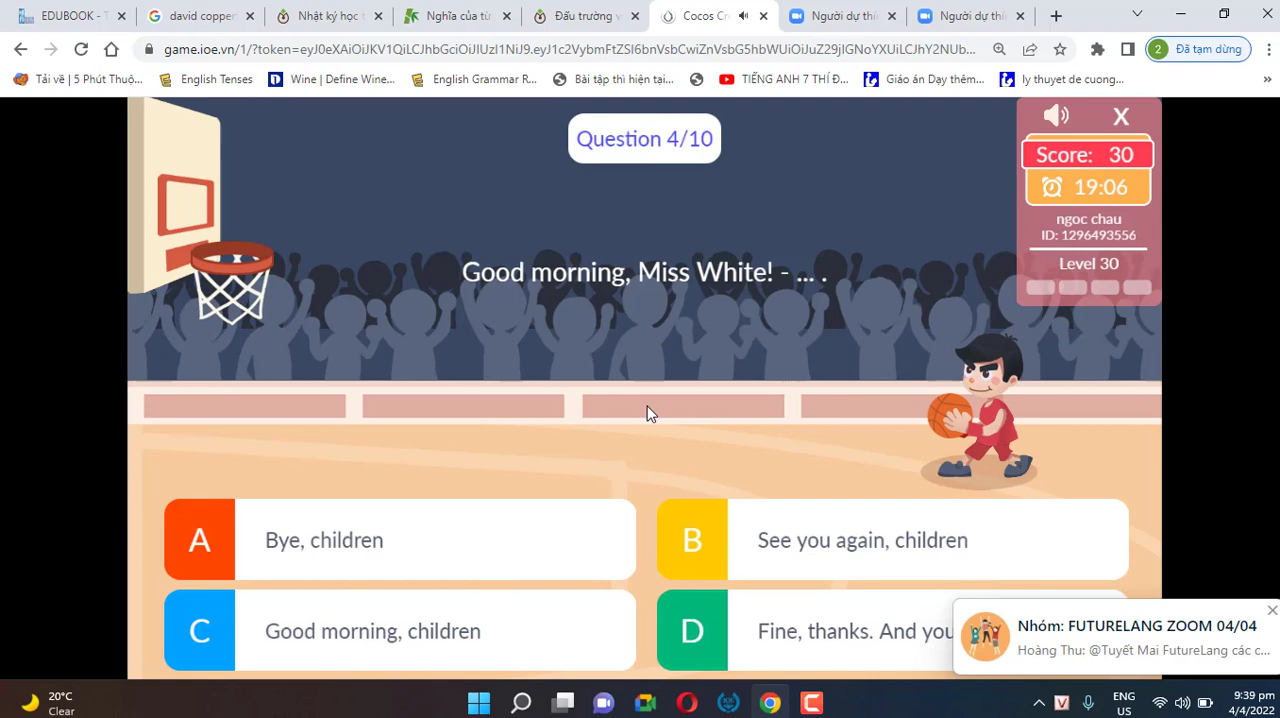 EDUBOOK - T
david coppe
Nhật ký học
Nghĩa của từ
Đấu trường v
Cocos Cr
Người dự thi
Người dự thi
game.ioe.vn/1/?token=eyJ0eXAiOiJKV1QiLCJhbGciOiJIUzI1NiJ9.eyJ1c2VybmFtZSI6bnVsbCwiZnVsbG5hbWUiOiJuZ29jIGNoYXUiLCJhY2NUb...
2 Đã tạm dừng
Tải về | 5 Phút Thuộ...
English Tenses
Wine | Define Wine...
English Grammar R...
Bài tập thì hiện tại...
TIẾNG ANH 7 THÍ Đ...
Giáo án Dạy thêm...
ly thuyet de cuong...
»
Question 4/10
X
Score: 30
19:06
ngoc chau
ID: 1296493556
Level 30
Good morning, Miss White! - ... .
A Bye, children
B See you again, children
C Good morning, children
D Fine, thanks. And you
Nhóm: FUTURELANG ZOOM 04/04
Hoàng Thu: @Tuyết Mai FutureLang các c...
20°C
Clear
ENG
US
9:39 pm
4/4/2022